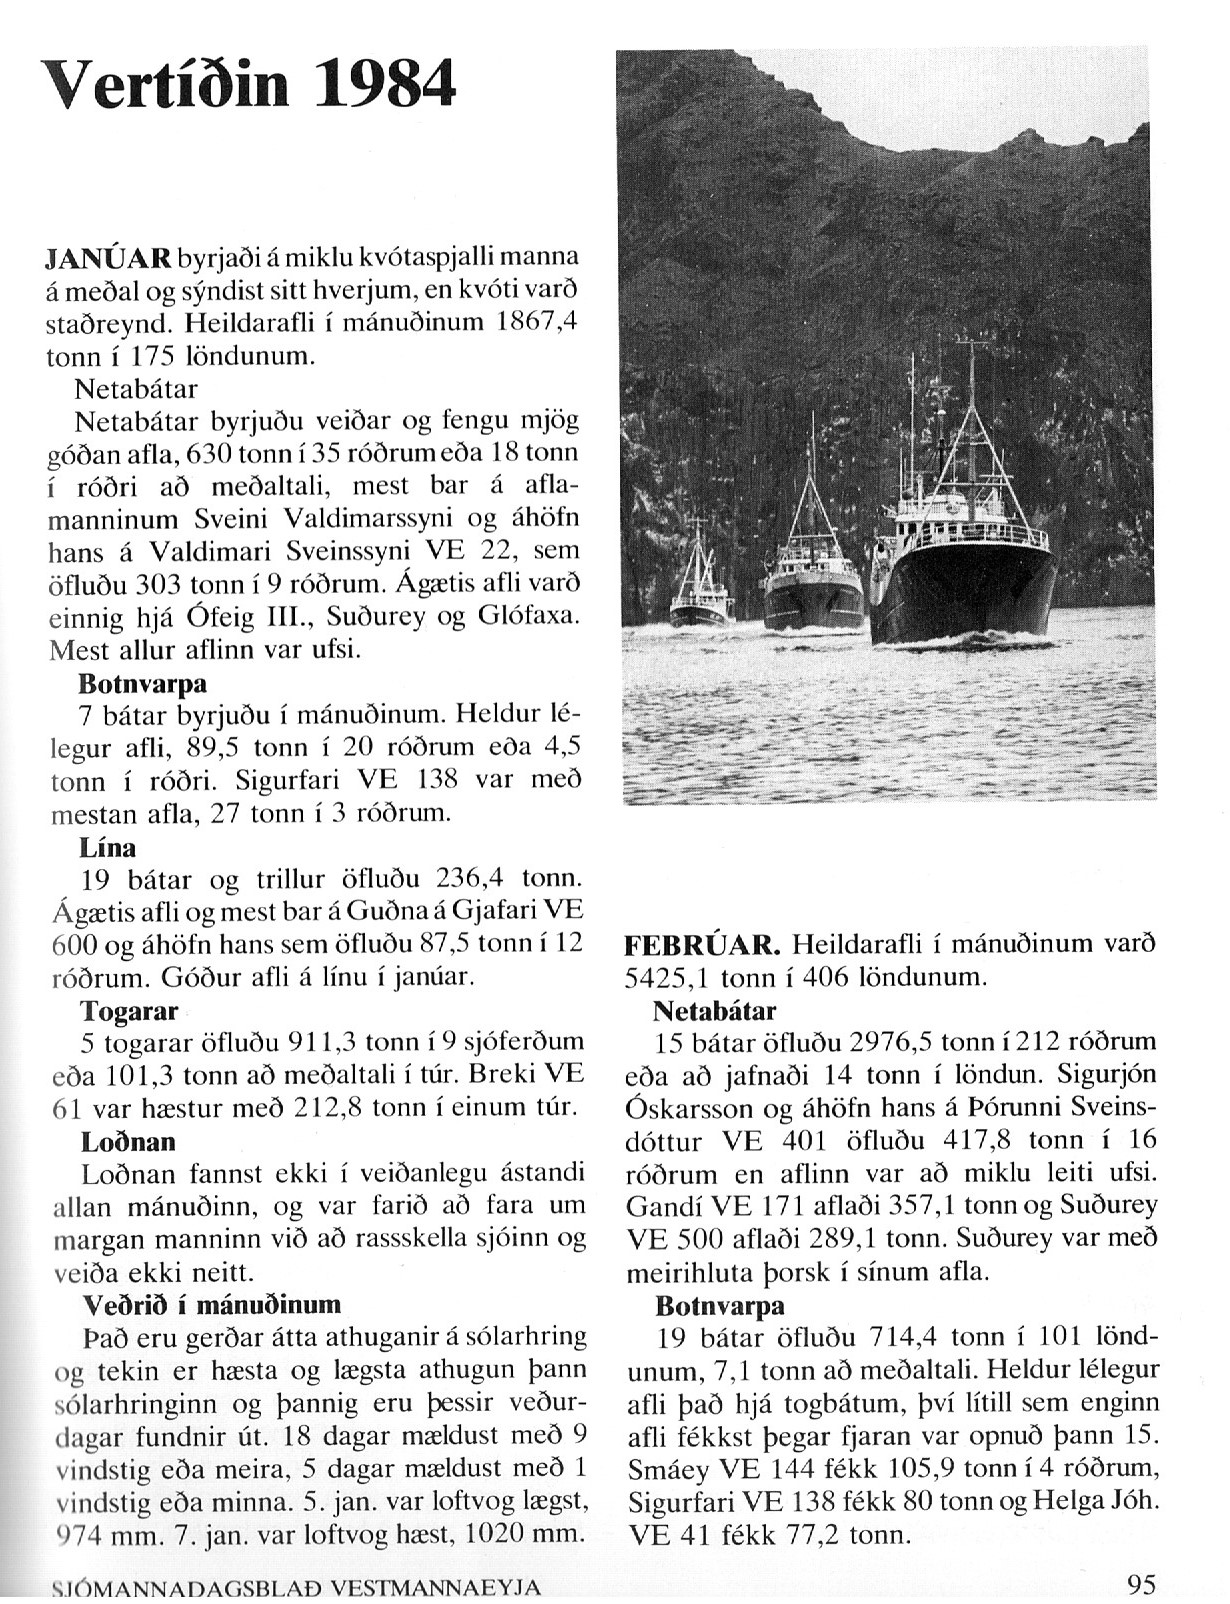 Vertíðin 1984
JANÚAR byrjaði á miklu kvótaspjalli manna
á meðal og sýndist sitt hverjum, en kvóti varð
staðreynd. Heildarafli í mánuðinum 1867,4
tonn í 175 löndunum.
Netabátar
Netabátar byrjuðu veiðar og fengu mjög
góðan afla, 630 tonn í 35 róðrum eða 18 tonn
í róðri að meðaltali, mest bar á afla-
manninum Sveini Valdimarssyni og áhöfn
hans á Valdimari Sveinssyni VE 22, sem
öfluðu 303 tonn í 9 róðrum. Ágætis afli varð
einnig hjá Ófeig III., Suðurey og Glófaxa.
Mest allur aflinn var ufsi.
Botnvarpa
7 bátar byrjuðu í mánuðinum. Heldur lé-
legur afli, 89,5 tonn í 20 róðrum eða 4,5
tonn í róðri. Sigurfari VE 138 var með
mestan afla, 27 tonn í 3 róðrum.
Lína
19 bátar og trillur öfluðu 236,4 tonn.
Ágætis afli og mest bar á Guðna á Gjafari VE
600 og áhöfn hans sem öfluðu 87,5 tonn í 12
róðrum. Góður afli á línu í janúar.
Togarar
5 togarar öfluðu 911,3 tonn í 9 sjóferðum
eða 101,3 tonn að meðaltali í túr. Breki VE
61 var hæstur með 212,8 tonn í einum túr.
Loðnan
Loðnan fannst ekki í veiðanlegu ástandi
allan mánuðinn, og var farið að fara um
margan manninn við að rassskella sjóinn og
veiða ekki neitt.
Veðrið í mánuðinum
Það eru gerðar átta athuganir á sólarhring
og tekin er hæsta og lægsta athugun þann
sólarhringinn og þannig eru þessir veður-
dagar fundnir út. 18 dagar mældust með 9
vindstig eða meira, 5 dagar mældust með 1
vindstig eða minna. 5. jan. var loftvog lægst,
974 mm. 7. jan. var loftvog hæst, 1020 mm.
FEBRÚAR. Heildarafli í mánuðinum varð
5425,1 tonn í 406 löndunum.
Netabátar
15 bátar öfluðu 2976,5 tonn í 212 róðrum
eða að jafnaði 14 tonn í löndun. Sigurjón
Óskarsson og áhöfn hans á Þórunni Sveins-
dóttur VE 401 öfluðu 417,8 tonn í 16
róðrum en aflinn var að miklu leiti ufsi.
Gandí VE 171 aflaði 357,1 tonn og Suðurey
VE 500 aflaði 289,1 tonn. Suðurey var með
meirihluta þorsk í sínum afla.
Botnvarpa
19 bátar öfluðu 714,4 tonn í 101 lönd-
unum, 7,1 tonn að meðaltali. Heldur lélegur
afli það hjá togbátum, því lítill sem enginn
afli fékkst þegar fjaran var opnuð þann 15.
Smáey VE 144 fékk 105,9 tonn í 4 róðrum,
Sigurfari VE 138 fékk 80 tonn og Helga Jóh.
VE 41 fékk 77,2 tonn.
SJÓMANNADAGSBLAÐ VESTMANNAEYJA
95